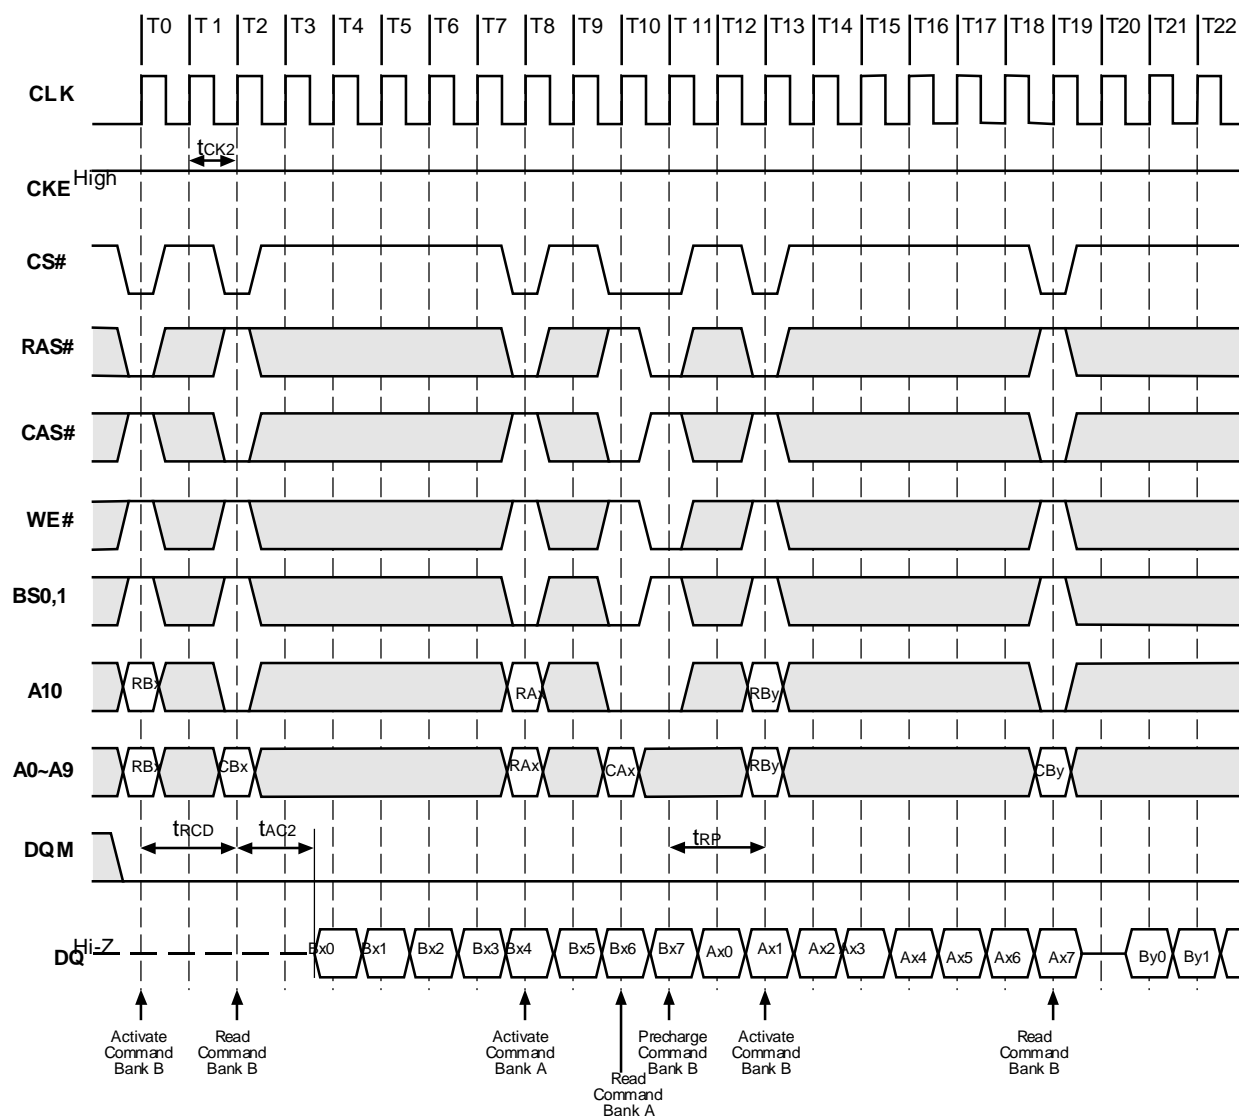 T0 T 1 T2 T3 T4 T5 T6 T7 T8 T9 T10 T 11 T12 T13 T14 T15 T16 T17 T18 T19 T20 T21 T22
CLK
tCK2
High
CKE
CS#
RAS#
CAS#
WE#
BS0,1
A10 RBx RAx RBy
A0~A9 RBx CBx RAx CAx RBy CBy
tRCD tAC2 tRP
DQM
Hi-Z
DQ Bx0 Bx1 Bx2 Bx3 Bx4 Bx5 Bx6 Bx7 Ax0 Ax1 Ax2 Ax3 Ax4 Ax5 Ax6 Ax7 By0 By1
Activate
Command
Bank B
Read
Command
Bank B
Activate
Command
Bank A
Read
Command
Bank A
Precharge
Command
Bank B
Activate
Command
Bank B
Read
Command
Bank B